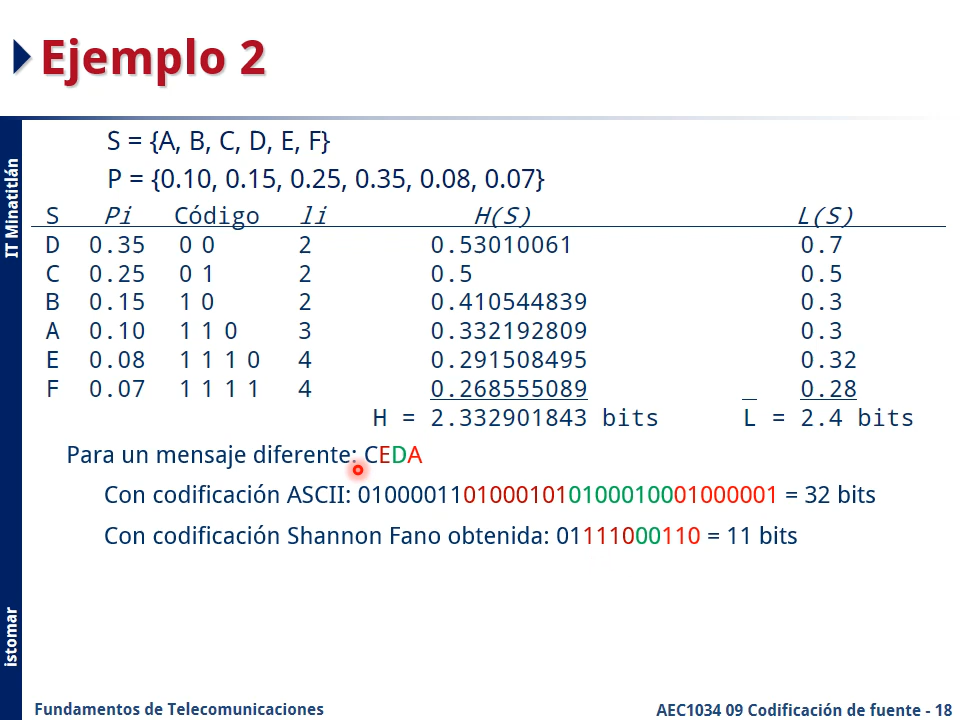 Ejemplo 2
IT Minatitlán
istomar
S = {A, B, C, D, E, F}
P = {0.10, 0.15, 0.25, 0.35, 0.08, 0.07}
S Pi Código li H(S) L(S)
D 0.35 0 0 2 0.53010061 0.7
C 0.25 0 1 2 0.5 0.5
B 0.15 1 0 2 0.410544839 0.3
A 0.10 1 1 0 3 0.332192809 0.3
E 0.08 1 1 1 0 4 0.291508495 0.32
F 0.07 1 1 1 1 4 0.268555089 0.28
H = 2.332901843 bits L = 2.4 bits
Para un mensaje diferente: CEDA
Con codificación ASCII: 01000011010001010100010001000001 = 32 bits
Con codificación Shannon Fano obtenida: 01111000110 = 11 bits
Fundamentos de Telecomunicaciones
AEC1034 09 Codificación de fuente - 18